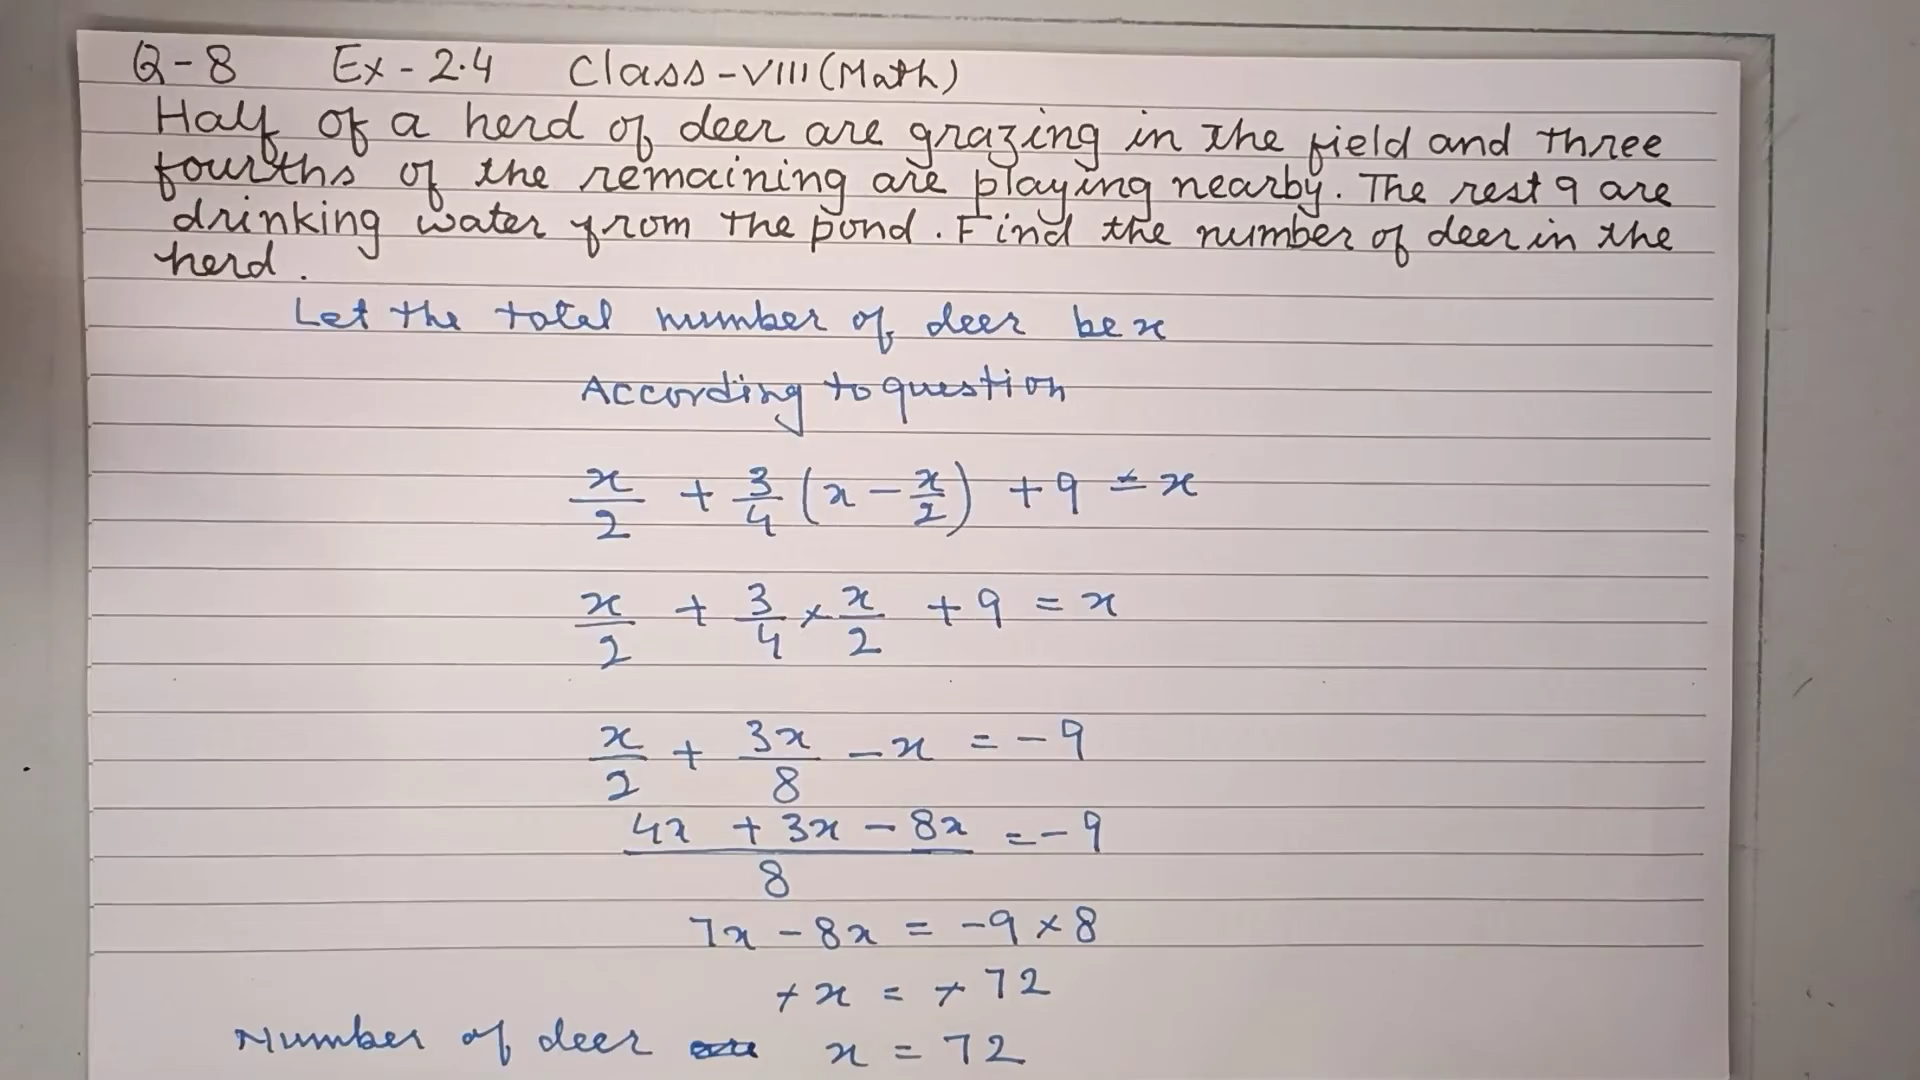 Q-8 Ex-2.4 Class-VIII (Math)
Half of a herd of deer are grazing in the field and three
fourths of the remaining are playing nearby. The rest 9 are
drinking water from the pond. Find the number of deer in the
herd.
Let the total number of deer be x
According to question
x/2 + 3/4 (x - x/2) + 9 = x
x/2 + 3/4 × x/2 + 9 = x
x/2 + 3x/8 - x = -9
(4x + 3x - 8x)/8 = -9
7x - 8x = -9 × 8
+x = +72
Number of deer x = 72